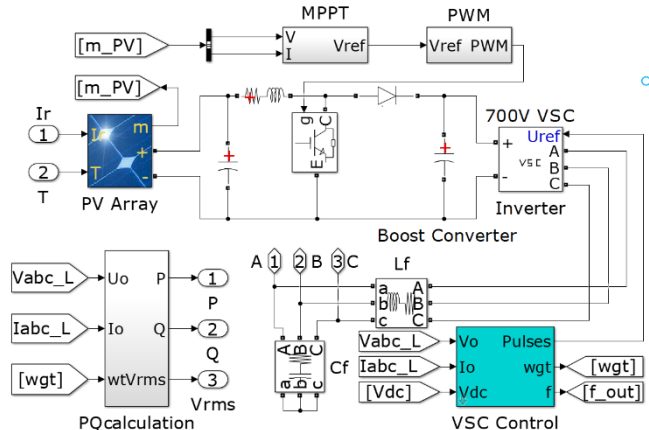 MPPT
PWM
[m_PV]
V
I
Vref
Vref PWM
[m_PV]
Ir
1
2
T
Ir
T
m
+
-
PV Array
+
g
C
E
+
Boost Converter
700V VSC
Uref
+
-
VSC
A
B
C
Inverter
A 1 2 B 3 C
Lf
a A
b B
c C
A B C
a b c
Cf
Vabc_L
Iabc_L
[wgt]
Uo P
Io Q
wt Vrms
PQcalculation
1
P
2
Q
3
Vrms
Vabc_L
Iabc_L
[Vdc]
Vo Pulses
Io wgt
Vdc f
VSC Control
[wgt]
[f_out]